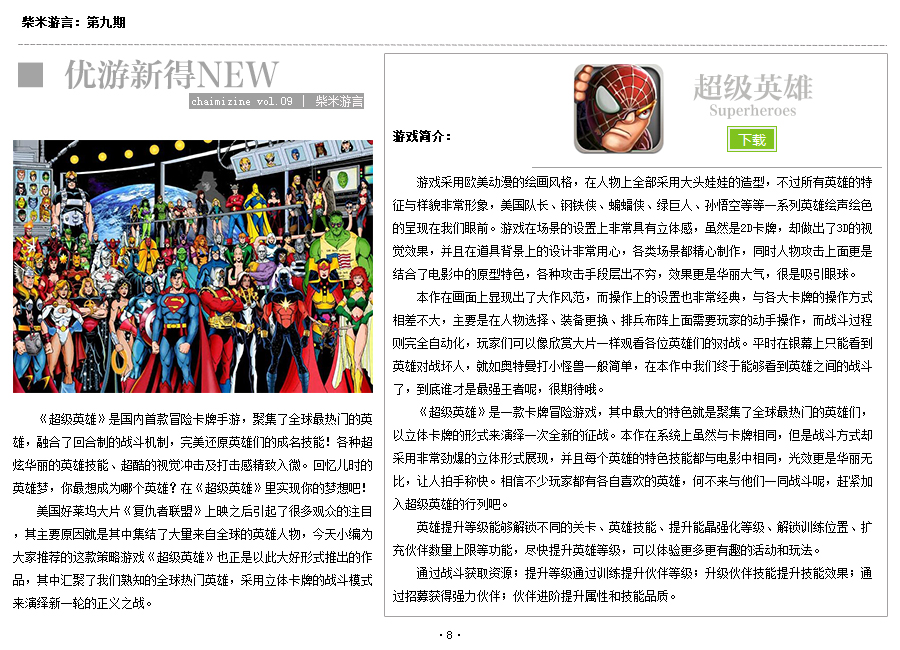 柴米游言：第九期
优游新得NEW
chaimizine vol.09 | 柴米游言
《超级英雄》是国内首款冒险卡牌手游，聚集了全球最热门的英
雄，融合了回合制的战斗机制，完美还原英雄们的成名技能！各种超
炫华丽的英雄技能、超酷的视觉冲击及打击感精致入微。回忆儿时的
英雄梦，你最想成为哪个英雄？在《超级英雄》里实现你的梦想吧！
美国好莱坞大片《复仇者联盟》上映之后引起了很多观众的注目
，其主要原因就是其中集结了大量来自全球的英雄人物，今天小编为
大家推荐的这款策略游戏《超级英雄》也正是以此大好形式推出的作
品，其中汇聚了我们熟知的全球热门英雄，采用立体卡牌的战斗模式
来演绎新一轮的正义之战。
超级英雄
Superheroes
下载
游戏简介：
游戏采用欧美动漫的绘画风格，在人物上全部采用大头娃娃的造型，不过所有英雄的特
征与样貌非常形象，美国队长、钢铁侠、蝙蝠侠、绿巨人、孙悟空等等一系列英雄绘声绘色
的呈现在我们眼前。游戏在场景的设置上非常具有立体感，虽然是2D卡牌，却做出了3D的视
觉效果，并且在道具背景上的设计非常用心，各类场景都精心制作，同时人物攻击上面更是
结合了电影中的原型特色，各种攻击手段层出不穷，效果更是华丽大气，很是吸引眼球。
本作在画面上显现出了大作风范，而操作上的设置也非常经典，与各大卡牌的操作方式
相差不大，主要是在人物选择、装备更换、排兵布阵上面需要玩家的动手操作，而战斗过程
则完全自动化，玩家们可以像欣赏大片一样观看各位英雄们的对战。平时在银幕上只能看到
英雄对战坏人，就如奥特曼打小怪兽一般简单，在本作中我们终于能够看到英雄之间的战斗
了，到底谁才是最强王者呢，很期待哦。
《超级英雄》是一款卡牌冒险游戏，其中最大的特色就是聚集了全球最热门的英雄们，
以立体卡牌的形式来演绎一次全新的征战。本作在系统上虽然与卡牌相同，但是战斗方式却
采用非常劲爆的立体形式展现，并且每个英雄的特色技能都与电影中相同，光效更是华丽无
比，让人拍手称快。相信不少玩家都有各自喜欢的英雄，何不来与他们一同战斗呢，赶紧加
入超级英雄的行列吧。
英雄提升等级能够解锁不同的关卡、英雄技能、提升能晶强化等级、解锁训练位置、扩
充伙伴数量上限等功能，尽快提升英雄等级，可以体验更多更有趣的活动和玩法。
通过战斗获取资源；提升等级通过训练提升伙伴等级；升级伙伴技能提升技能效果；通
过招募获得强力伙伴；伙伴进阶提升属性和技能品质。
·8·